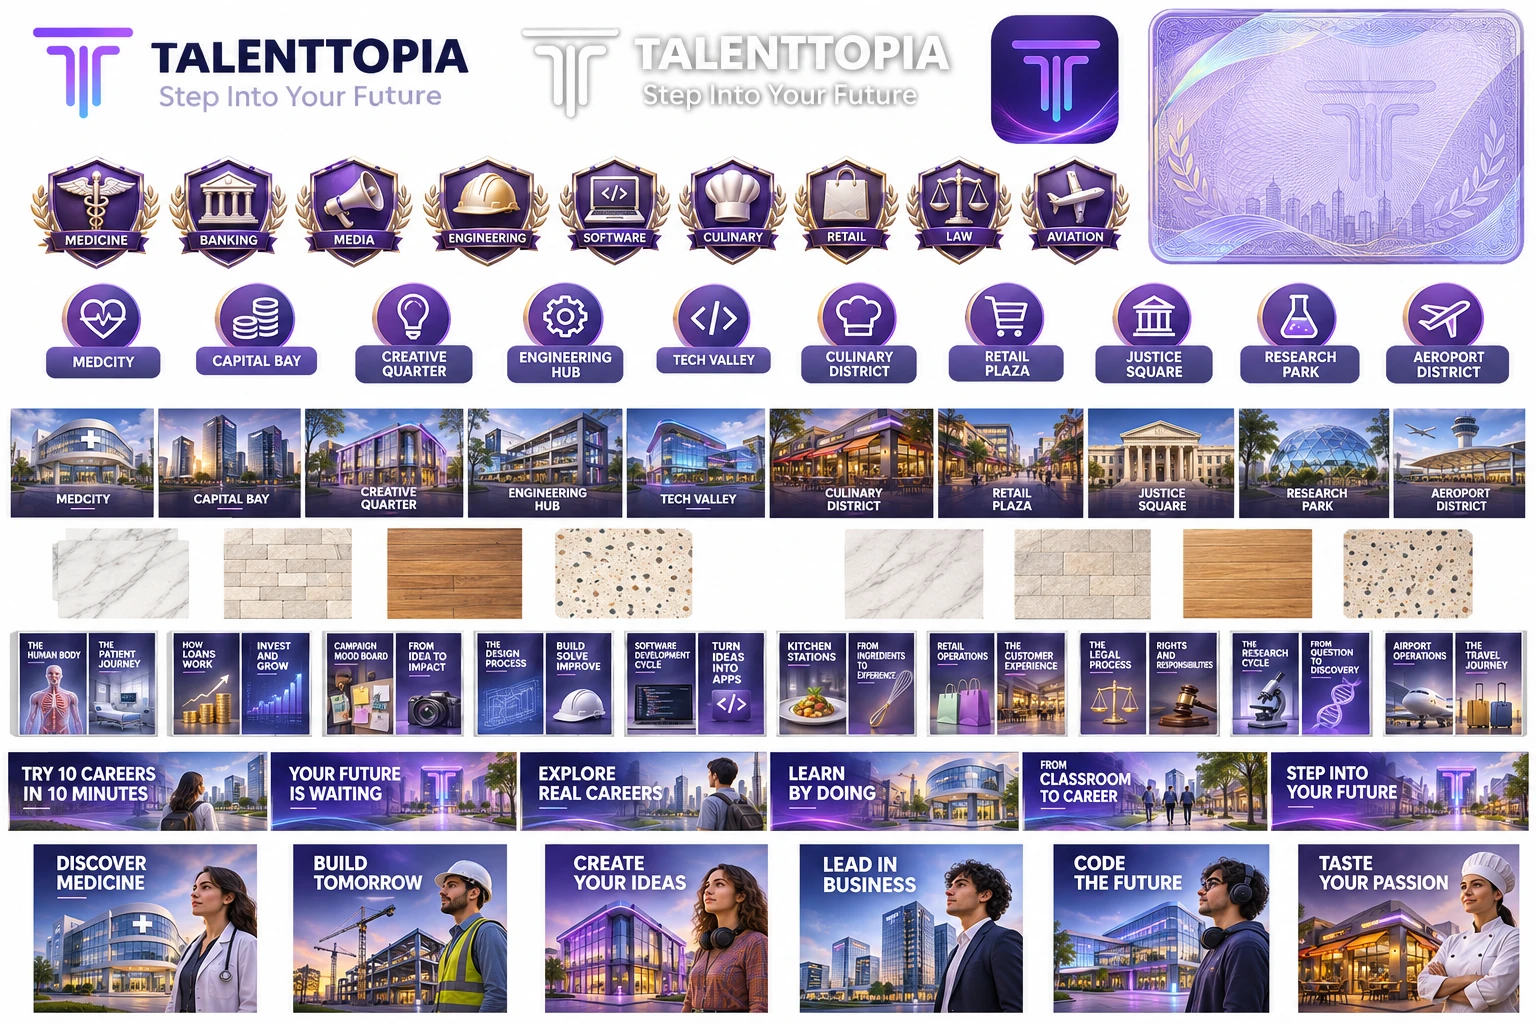 TALENTTOPIA
Step Into Your Future
TALENTTOPIA
Step Into Your Future
MEDICINE
BANKING
MEDIA
ENGINEERING
SOFTWARE
CULINARY
RETAIL
</>
LAW
AVIATION
MEDCITY
CAPITAL BAY
CREATIVE
QUARTER
ENGINEERING
HUB
</>
TECH VALLEY
CULINARY
DISTRICT
RETAIL
PLAZA
JUSTICE
SQUARE
RESEARCH
PARK
AEROPORT
DISTRICT
MEDCITY
CAPITAL BAY
CREATIVE
QUARTER
ENGINEERING
HUB
TECH VALLEY
CULINARY
DISTRICT
RETAIL
PLAZA
JUSTICE
SQUARE
RESEARCH
PARK
AEROPORT
DISTRICT
THE
HUMAN BODY
THE
PATIENT
JOURNEY
HOW
LOANS
WORK
INVEST
AND
GROW
CAMPAIGN
MOOD BOARD
FROM
IDEA TO
IMPACT
THE
DESIGN
PROCESS
BUILD
SOLVE
IMPROVE
SOFTWARE
DEVELOPMENT
CYCLE
TURN
IDEAS
INTO
APPS
</>
KITCHEN
STATIONS
FROM
INGREDIENTS
TO
EXPERIENCE
RETAIL
OPERATIONS
THE
CUSTOMER
EXPERIENCE
THE
LEGAL
PROCESS
RIGHTS
AND
RESPONSIBILITIES
THE
RESEARCH
CYCLE
FROM
QUESTION
TO
DISCOVERY
AIRPORT
OPERATIONS
THE
TRAVEL
JOURNEY
TRY 10 CAREERS
IN 10 MINUTES
YOUR FUTURE
IS WAITING
EXPLORE
REAL CAREERS
LEARN
BY DOING
FROM
CLASSROOM
TO CAREER
STEP INTO
YOUR FUTURE
DISCOVER
MEDICINE
BUILD
TOMORROW
CREATE
YOUR IDEAS
LEAD IN
BUSINESS
CODE
THE FUTURE
TASTE
YOUR PASSION